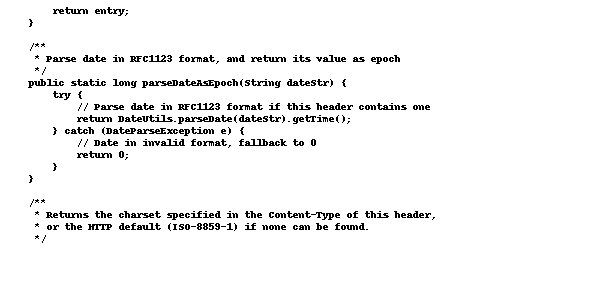 return entry;
}
/**
* Parse date in RFC1123 format, and return its value as epoch
*/
public static long parseDateAsEpoch(String dateStr) {
try {
// Parse date in RFC1123 format if this header contains one
return DateUtils.parseDate(dateStr).getTime();
} catch (DateParseException e) {
// Date in invalid format, fallback to 0
return 0;
}
}
/**
* Returns the charset specified in the Content-Type of this header,
* or the HTTP default (ISO-8859-1) if none can be found.
*/